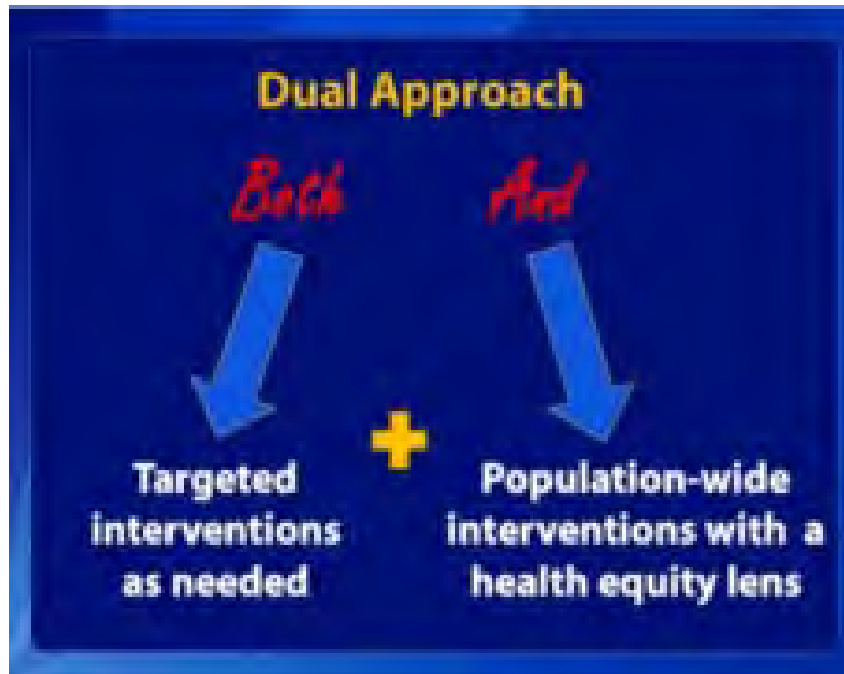 Dual Approach
Both And
Targeted
interventions
as needed
Population-wide
interventions with a
health equity lens